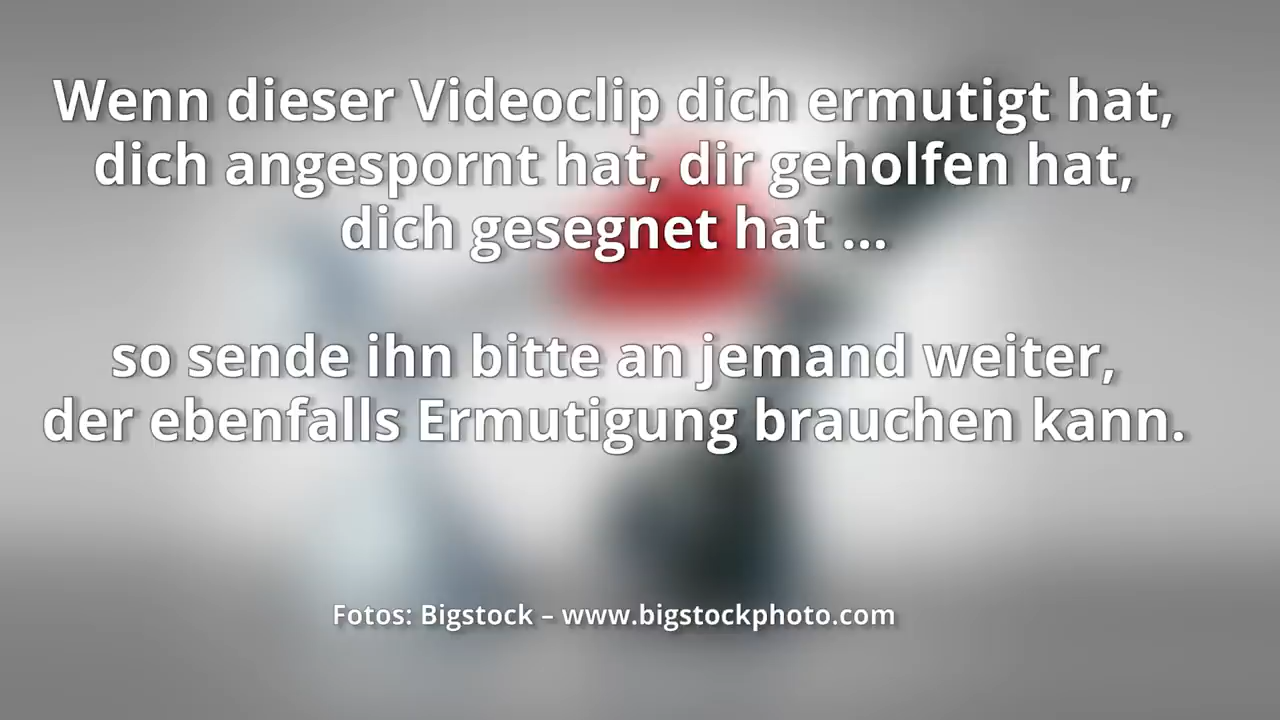 Wenn dieser Videoclip dich ermutigt hat,
dich angespornt hat, dir geholfen hat,
dich gesegnet hat ...
so sende ihn bitte an jemand weiter,
der ebenfalls Ermutigung brauchen kann.
Fotos: Bigstock – www.bigstockphoto.com